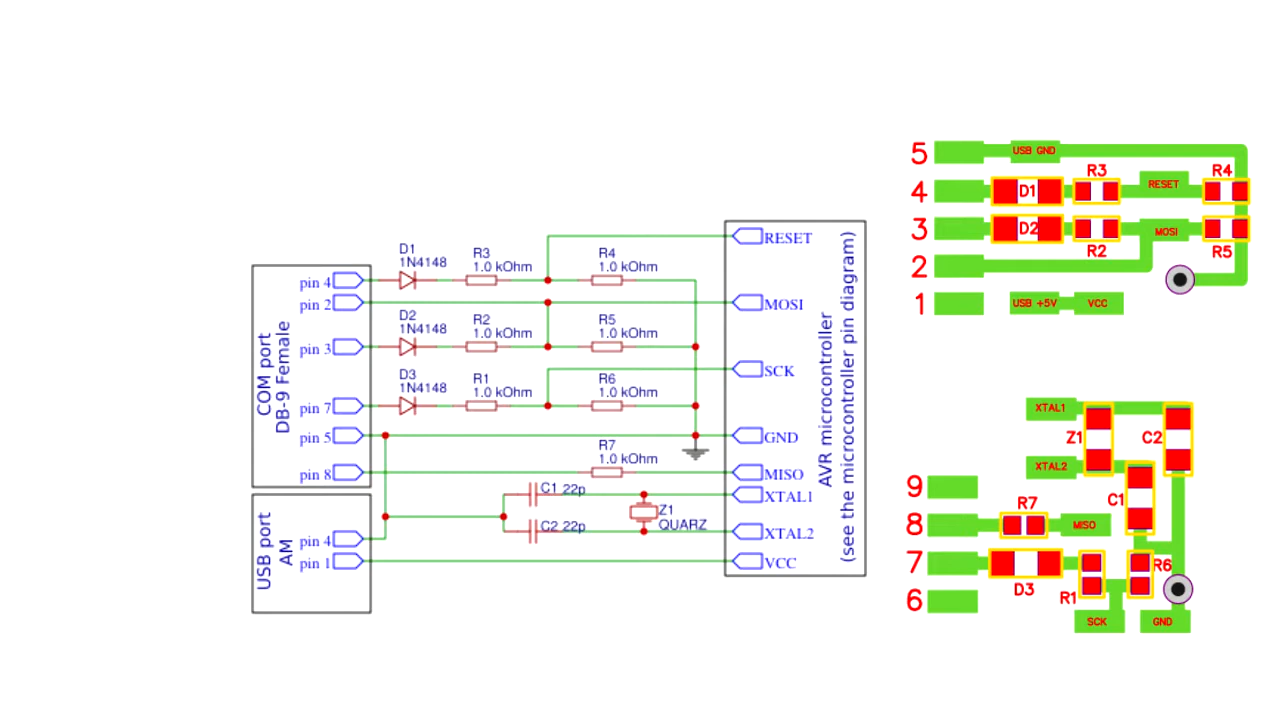 COM port
DB-9 Female
pin 4
pin 2
pin 3
pin 7
pin 5
pin 8
USB port
AM
pin 4
pin 1
D1
1N4148
R3
1.0 kOhm
R4
1.0 kOhm
D2
1N4148
R2
1.0 kOhm
R5
1.0 kOhm
D3
1N4148
R1
1.0 kOhm
R6
1.0 kOhm
R7
1.0 kOhm
C1 22p
C2 22p
Z1
QUARZ
RESET
MOSI
SCK
GND
MISO
XTAL1
XTAL2
VCC
AVR microcontroller
(see the microcontroller pin diagram)
5
USB GND
4
D1
R3
RESET
R4
3
D2
R2
MOSI
R5
2
1
USB +5V
VCC
XTAL1
Z1
C2
XTAL2
C1
9
8
R7
MISO
7
D3
R1
R6
6
SCK
GND